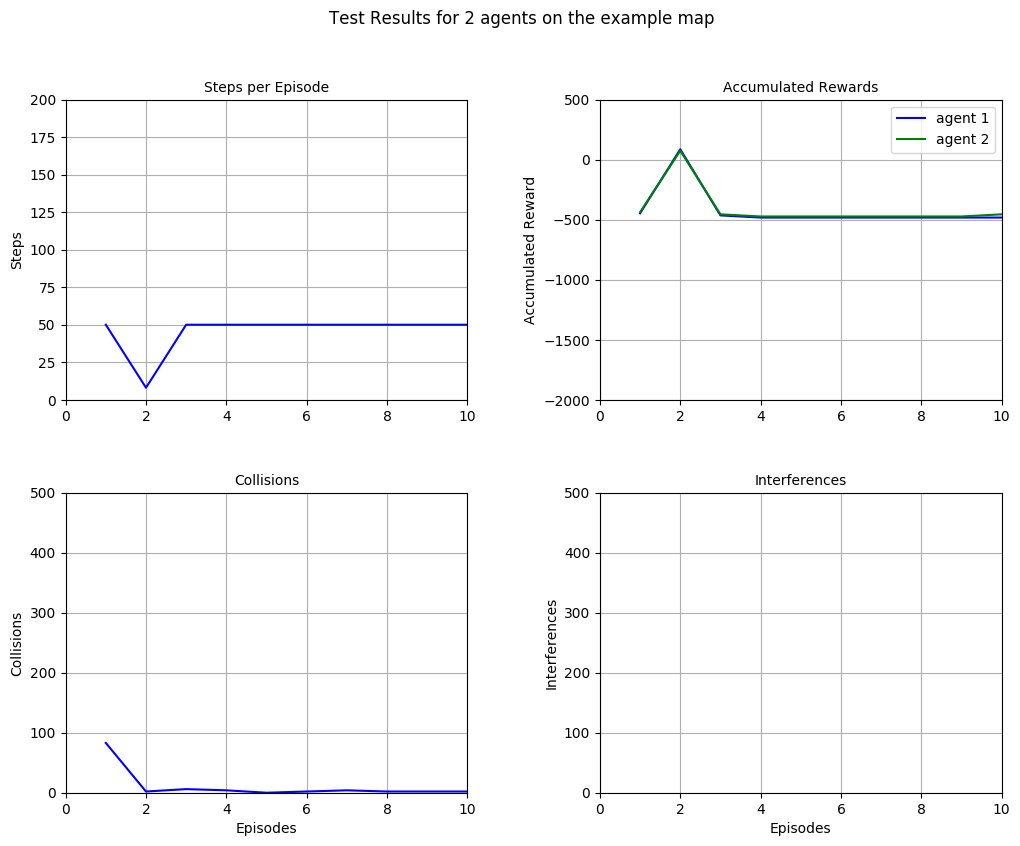 Test Results for 2 agents on the example map
Steps per Episode
200
175
150
125
100
75
50
25
0
Steps
0 2 4 6 8 10
Accumulated Rewards
500
0
−500
−1000
−1500
−2000
Accumulated Reward
agent 1
agent 2
0 2 4 6 8 10
Collisions
500
400
300
200
100
0
Collisions
0 2 4 6 8 10
Episodes
Interferences
500
400
300
200
100
0
Interferences
0 2 4 6 8 10
Episodes